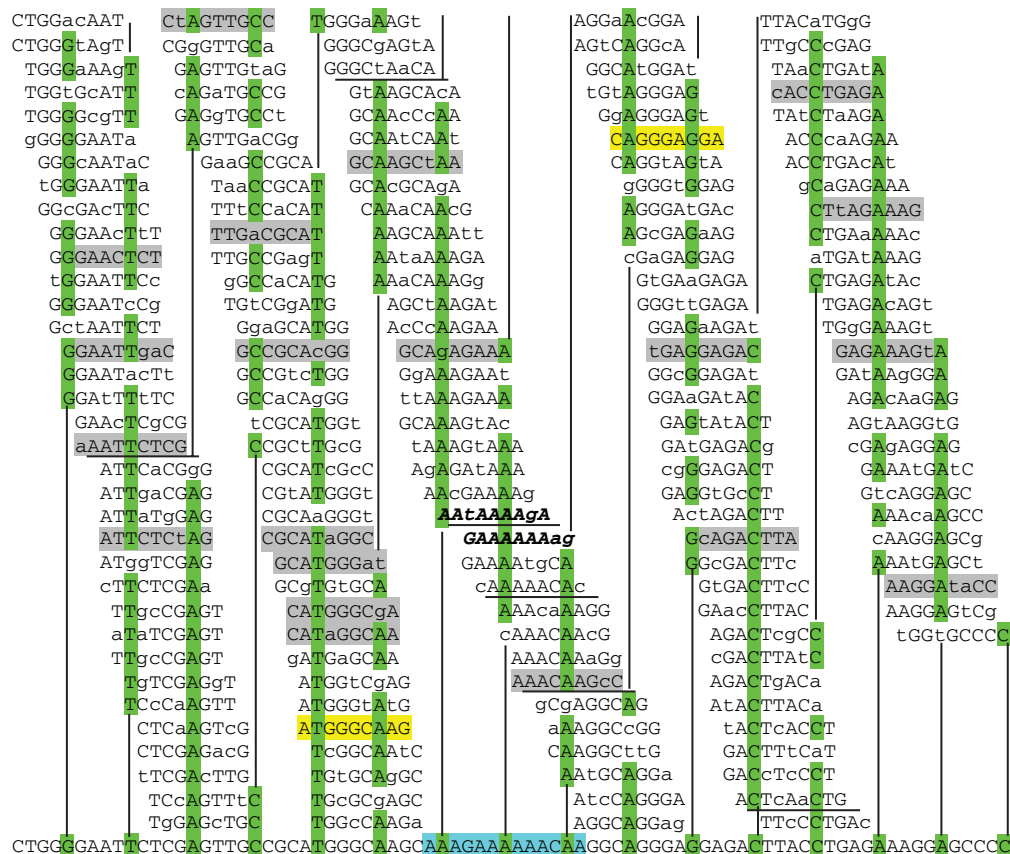 CTGGacAAT CtAGTTGCC TGGGaAAGt AGGaAcGGA TTACaTGgG
CTGGGtAgT CGgGTTGCa GGGCgAGtA AGtCAGGCA TTgCCcGAG
TGGGaAAgT GAGTTGtaG GGGCtAaCA GGCATGGAt TAaCTGATA
TGGtGCATT cAGaTGCCG GtAAGCAcA tGtAGGGAG cACCTGAGA
TGGGGcgTT GAGgTGCCt GCAAcCcAA GgAGGGAGt TATCTAAGA
gGGGGAATa AGTTGaCGg GCAAtCAAt CAGGGAGGA ACCcaAGAA
GGGcAATaC GaaGCCGCA GCAAGCtAA CAGGtAGTA ACCTGACAt
tGGGAATTa TaaCCGCAT GCAcGCAgA gGGGtGGAG gCaGAGAAA
GGcGAcTTC TTtCCACAT CAAaCAAcG AGGGATGAC CTtAGAAAG
GGGAAcTtT TTGaCGCAT AAGCAAAtt AGcGAGaAG CTGAaAAAc
GGGAACTCT TTGCCGAgT AAtaAAAGA cGAgAGGAG aTGATAAAG
tGGAATTCc gGCCACATG AAaCAAAGg GtGAaGAGA CTGAGATAC
GGGAATcCg TGTCGgATG AGCTAAGAT GGGTTGAGA TGAGACAGT
GctAATTCT GgaGCATGG AcCcAAGAA GGAGaAGAt TGgGAAAGt
GGAATTgaC GCCGCAcGG GCAgAGAAA tGAGGAGAC GAGAAAGtA
GGAATacTt GCCGtcTGG GgAAAGAAt GGcGGAGAt GATAAgGGA
GGAtTTtTC GCCACAgGG ttAAAGAAA GGAAGATAC AGACAAGAG
GAAcTCgCG tCGCATGGT GCAAAGTAC GAGTATACT AGTAAGGTG
aAATTCTCG CCGCTTGcG tAAAGTAAA GATGAGACg cGAgAGGAG
ATTCaCGgG CGCATcGcC AgAGATAAA cgGGAGACT GAAATGATC
ATTgaCGAG CGTATGGGT AAcGAAAAg GAGGTGcCT GtcAGGAGC
ATTaTgGAG CGCAaGGGT AAtAAAAgA ActAGACTT AAAcaAGCC
ATTCTCtAG CGCATaGGC GAAAAAAag GcAGACTTA cAAGGAGCg
ATggTCGAG GCATGGGat GAAAAtgCA GGcGACTTc AAATGAGCT
cTTCTCGAa GCgTGTGCA cAAAAACAc GTGACTTcC AAGGAtaCC
TTgcCGAGT CATGGGCgA AAAcaAAGG GAAccTTAC AAGGAGtCg
aTaTCGAGT CATaGGCAA cAAACAAcG AGACTcgCC tGGtGCCCC
TTgcCGAGT gATGaGCAA AAACAAaGg cGACTTAtC
TgTCGAGgT ATGGtCGAG AAACAAGcC AGACTGACa
TCcCaAGTT ATGGGTATG gCgAGGCAG ATACTTACa
CTCaAGTcG ATGGGCAAG aAAGGCcGG tACTCACCT
CTCGAGacG TcGGCAATC CAAGGCttG GACTTTCAT
tTTCGAcTTG TGTGCAgGC AATGCAGGa GACcTcCCT
TCcAGTTtC TGCGCgAGC AtcCAGGGA ACTcAaCTG
TgGAGCTGC TGGCCAAGa AGGCAGGag TTcCCTGAC
CTGGGGGAATTCTCGAGTTGCCGCATGGGCAAGCAAAGAAAAAAACAAGGCAGGGAGGAGACTTACCTGAGAAAGGAGCCCC